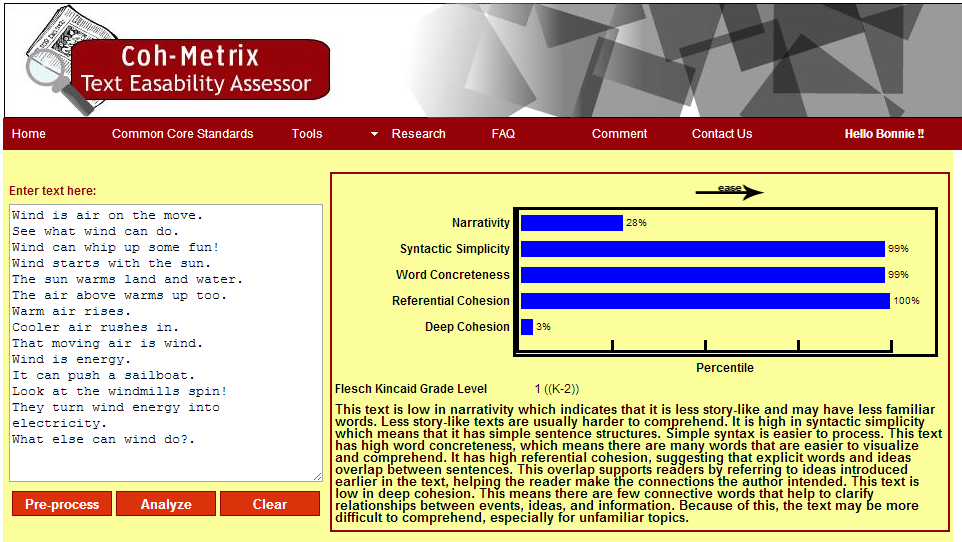 Coh-Metrix
Text Easability Assessor
Home Common Core Standards Tools Research FAQ Comment Contact Us Hello Bonnie !!
Enter text here:
Wind is air on the move.
See what wind can do.
Wind can whip up some fun!
Wind starts with the sun.
The sun warms land and water.
The air above warms up too.
Warm air rises.
Cooler air rushes in.
That moving air is wind.
Wind is energy.
It can push a sailboat.
Look at the windmills spin!
They turn wind energy into
electricity.
What else can wind do?.
Pre-process Analyze Clear
ease
Narrativity 28%
Syntactic Simplicity 99%
Word Concreteness 99%
Referential Cohesion 100%
Deep Cohesion 3%
Percentile
Flesch Kincaid Grade Level 1 ((K-2))
This text is low in narrativity which indicates that it is less story-like and may have less familiar
words. Less story-like texts are usually harder to comprehend. It is high in syntactic simplicity
which means that it has simple sentence structures. Simple syntax is easier to process. This text
has high word concreteness, which means there are many words that are easier to visualize
and comprehend. It has high referential cohesion, suggesting that explicit words and ideas
overlap between sentences. This overlap supports readers by referring to ideas introduced
earlier in the text, helping the reader make the connections the author intended. This text is
low in deep cohesion. This means there are few connective words that help to clarify
relationships between events, ideas, and information. Because of this, the text may be more
difficult to comprehend, especially for unfamiliar topics.